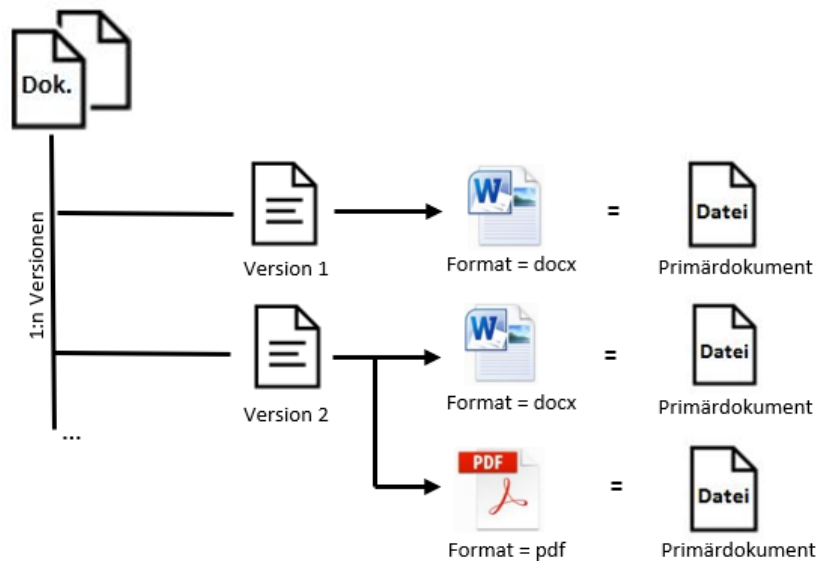 Dok.
1:n Versionen
Version 1
W
Format = docx
=
Datei
Primärdokument
Version 2
W
Format = docx
=
Datei
Primärdokument
...
PDF
Format = pdf
=
Datei
Primärdokument